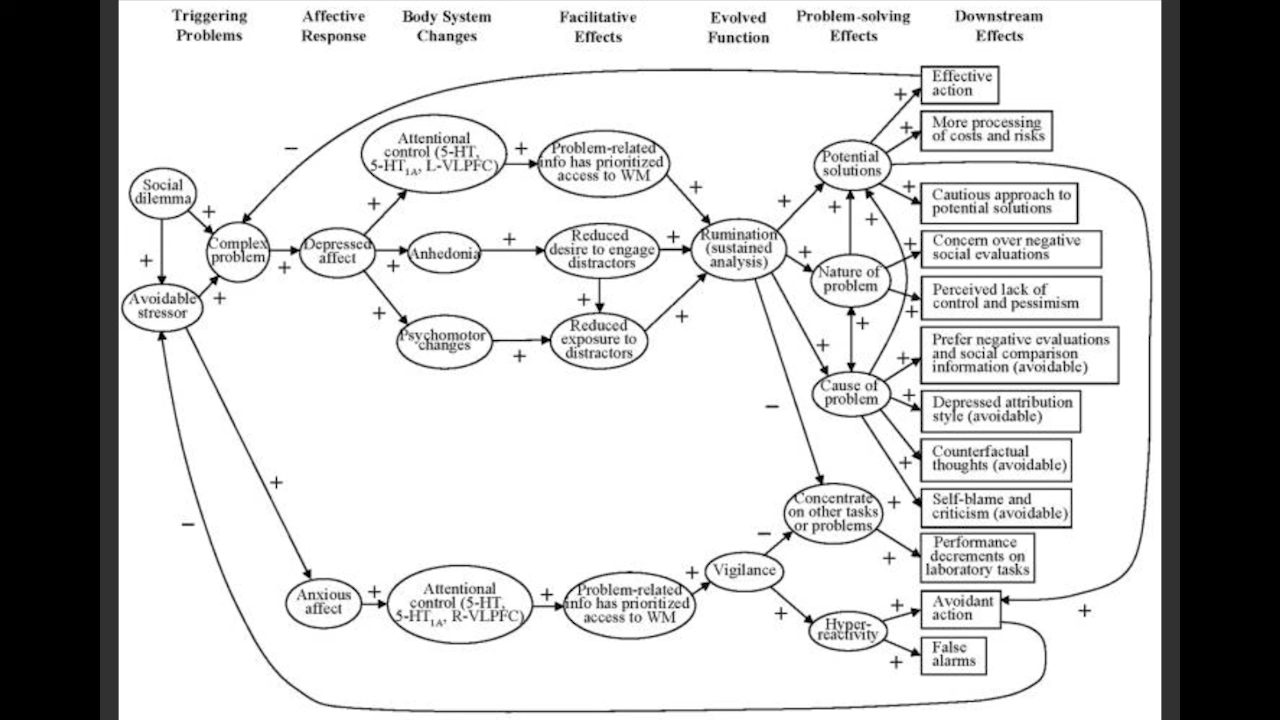 Triggering
Problems
Affective
Response
Body System
Changes
Facilitative
Effects
Evolved
Function
Problem-solving
Effects
Downstream
Effects
Social
dilemma
Avoidable
stressor
Complex
problem
Depressed
affect
Anxious
affect
Attentional
control (5-HT,
5-HT1A, L-VLPFC)
Anhedonia
Psychomotor
changes
Attentional
control (5-HT,
5-HT1A, R-VLPFC)
Problem-related
info has prioritized
access to WM
Reduced
desire to engage
distractors
Reduced
exposure to
distractors
Problem-related
info has prioritized
access to WM
Rumination
(sustained
analysis)
Vigilance
Potential
solutions
Nature of
problem
Cause of
problem
Concentrate
on other tasks
or problems
Hyper-
reactivity
Effective
action
More processing
of costs and risks
Cautious approach to
potential solutions
Concern over negative
social evaluations
Perceived lack of
control and pessimism
Prefer negative evaluations
and social comparison
information (avoidable)
Depressed attribution
style (avoidable)
Counterfactual
thoughts (avoidable)
Self-blame and
criticism (avoidable)
Performance
decrements on
laboratory tasks
Avoidant
action
False
alarms